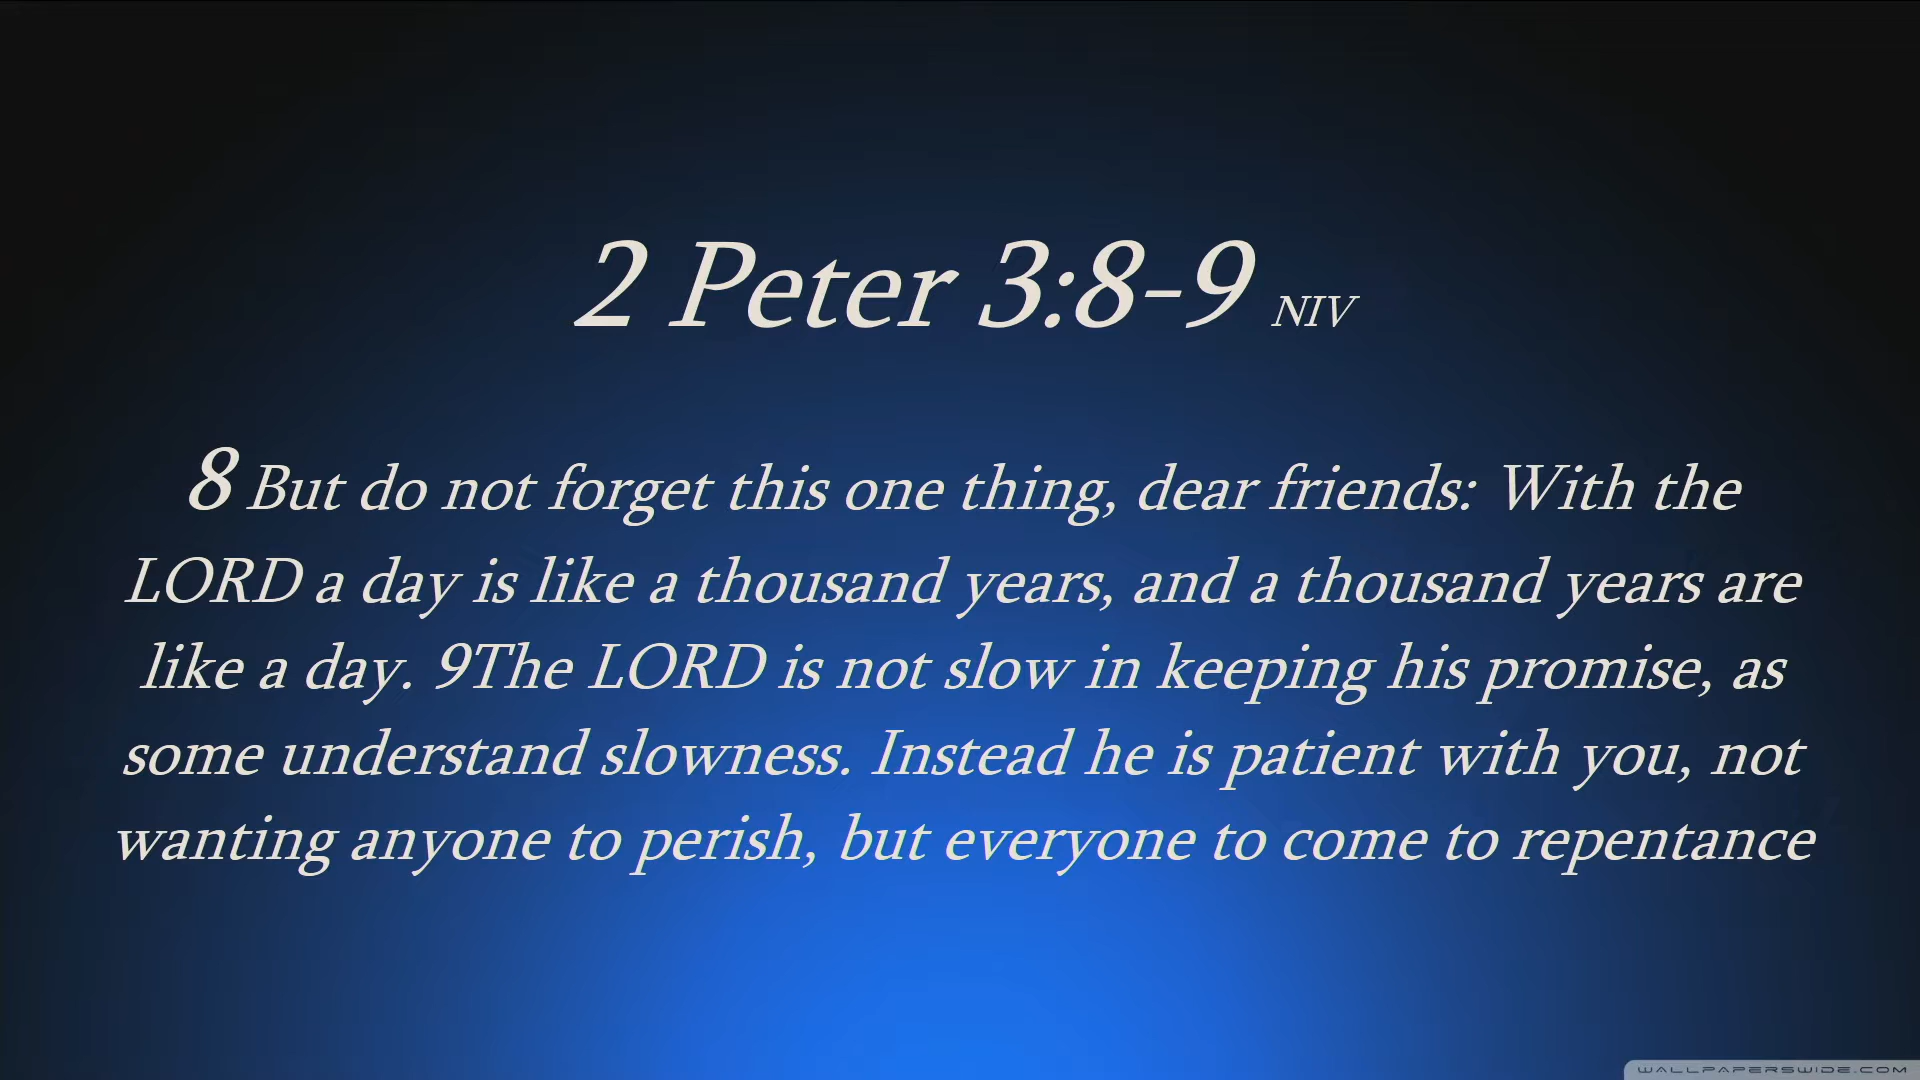 2 Peter 3:8-9 NIV
8 But do not forget this one thing, dear friends: With the
LORD a day is like a thousand years, and a thousand years are
like a day. 9The LORD is not slow in keeping his promise, as
some understand slowness. Instead he is patient with you, not
wanting anyone to perish, but everyone to come to repentance
WALLPAPERSWIDE.COM